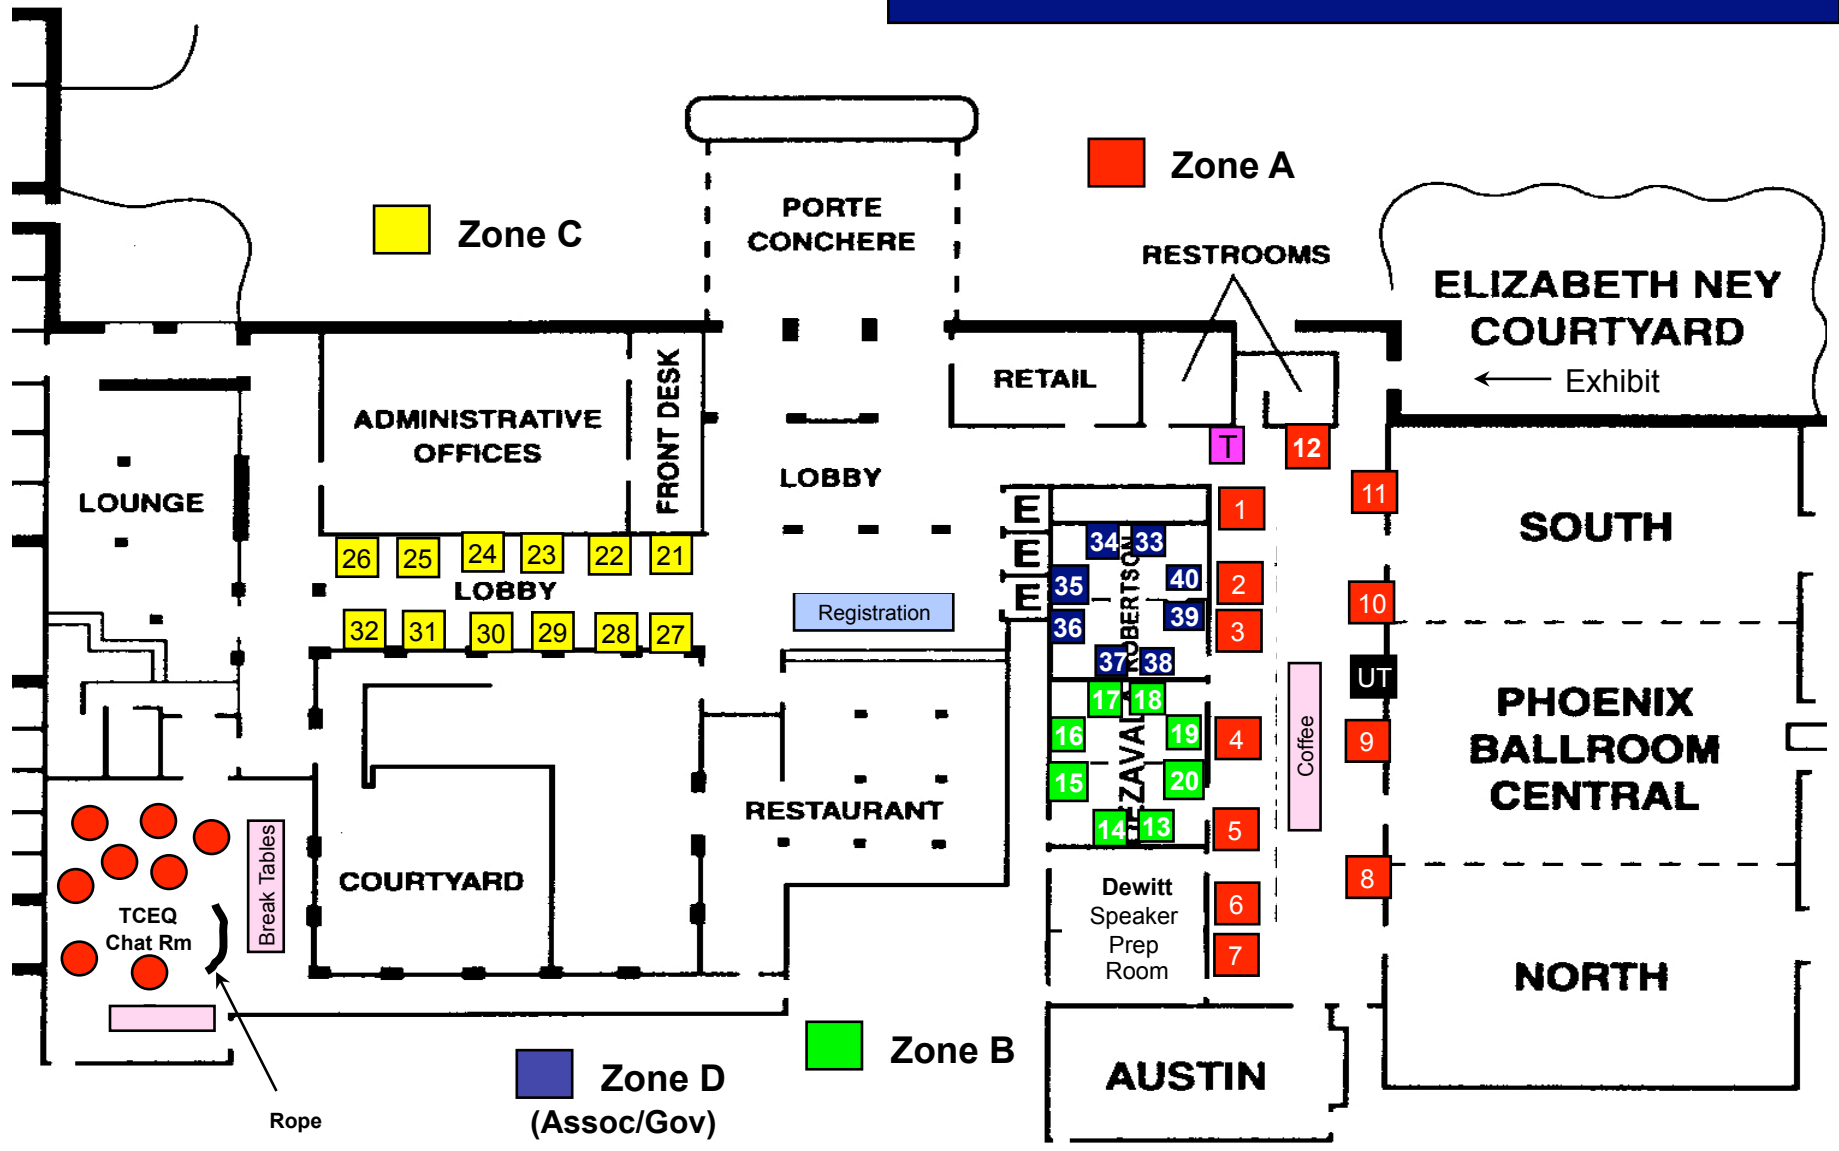 Zone A
Zone C
PORTE
CONCHERE
RESTROOMS
ELIZABETH NEY
COURTYARD
Exhibit
RETAIL
FRONT DESK
ADMINISTRATIVE
OFFICES
LOBBY
LOUNGE
T
12
11
1
SOUTH
E
E
E
34
33
35
40
36
39
37
38
ROBERTSON
2
3
10
26
25
24
23
22
21
LOBBY
32
31
30
29
28
27
Registration
UT
17
18
16
19
15
20
14
13
4
5
9
8
Coffee
PHOENIX
BALLROOM
CENTRAL
RESTAURANT
COURTYARD
Break Tables
TCEQ
Chat Rm
Dewitt
Speaker
Prep
Room
6
7
NORTH
Zone B
Zone D
(Assoc/Gov)
AUSTIN
Rope